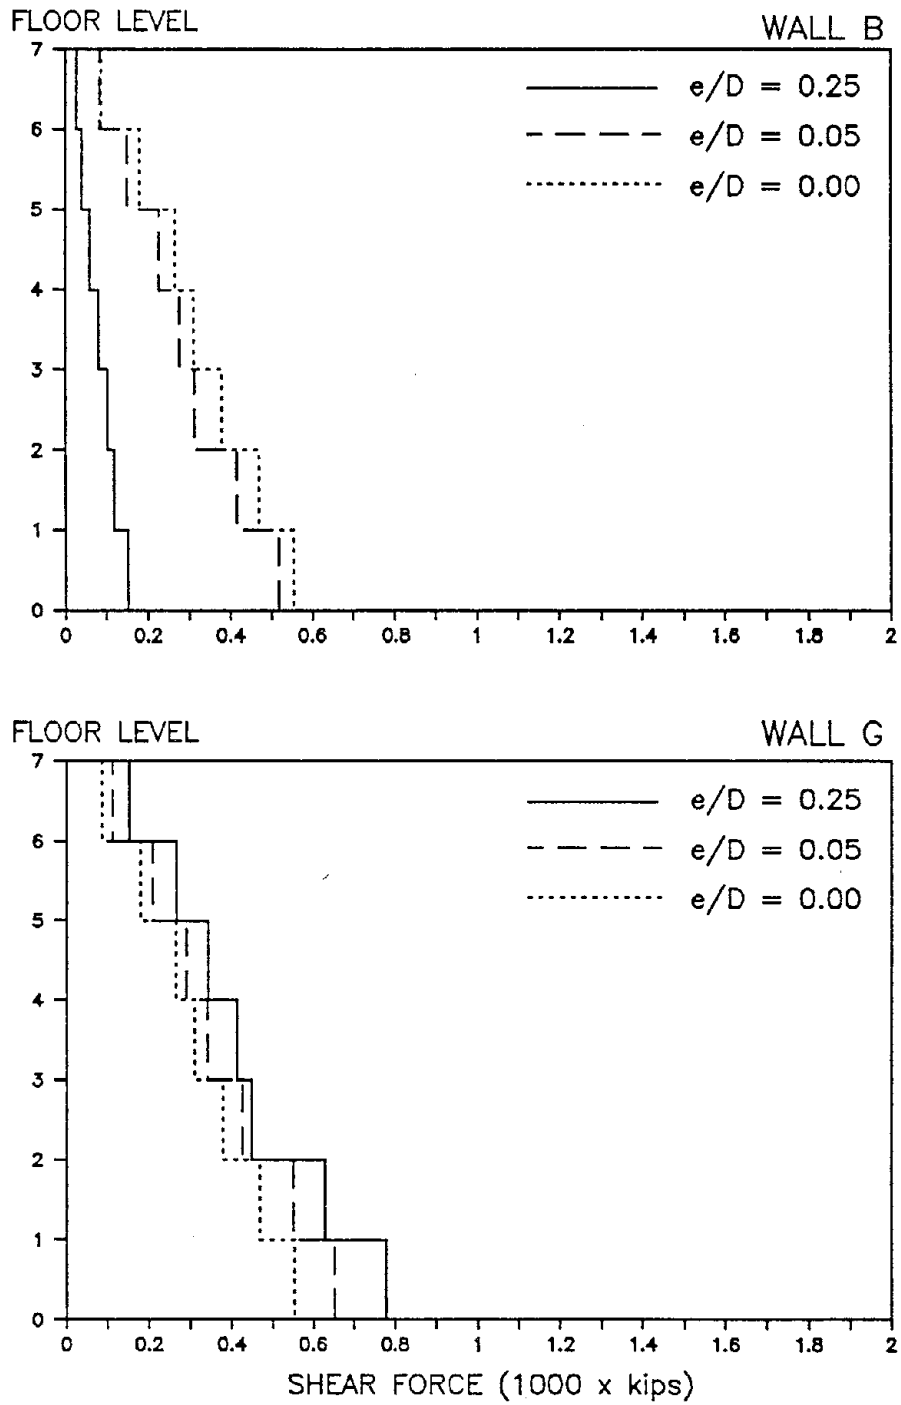 FLOOR LEVEL
WALL B
7
6
5
4
3
2
1
0
e/D = 0.25
e/D = 0.05
e/D = 0.00
0 0.2 0.4 0.6 0.8 1 1.2 1.4 1.6 1.8 2
FLOOR LEVEL
WALL G
7
6
5
4
3
2
1
0
e/D = 0.25
e/D = 0.05
e/D = 0.00
0 0.2 0.4 0.6 0.8 1 1.2 1.4 1.6 1.8 2
SHEAR FORCE (1000 x kips)